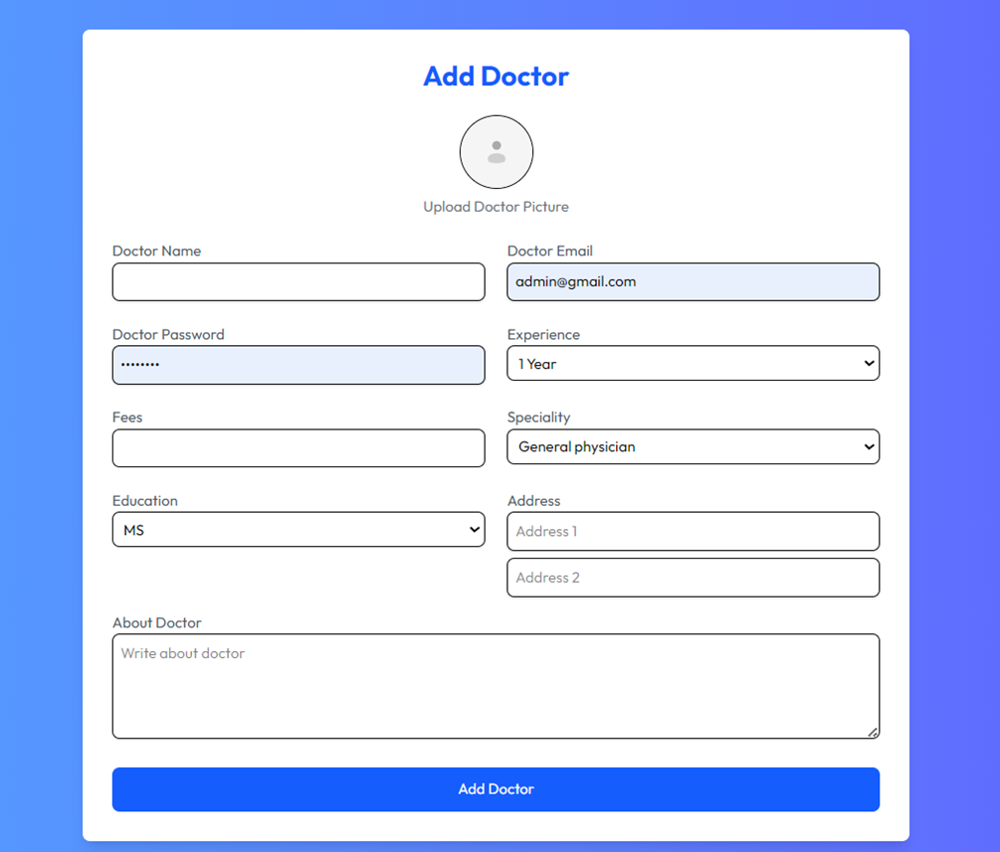 Add Doctor
Upload Doctor Picture
Doctor Name
Doctor Email
admin@gmail.com
Doctor Password
••••••••
Experience
1 Year
Fees
Speciality
General physician
Education
MS
Address
Address 1
Address 2
About Doctor
Write about doctor
Add Doctor